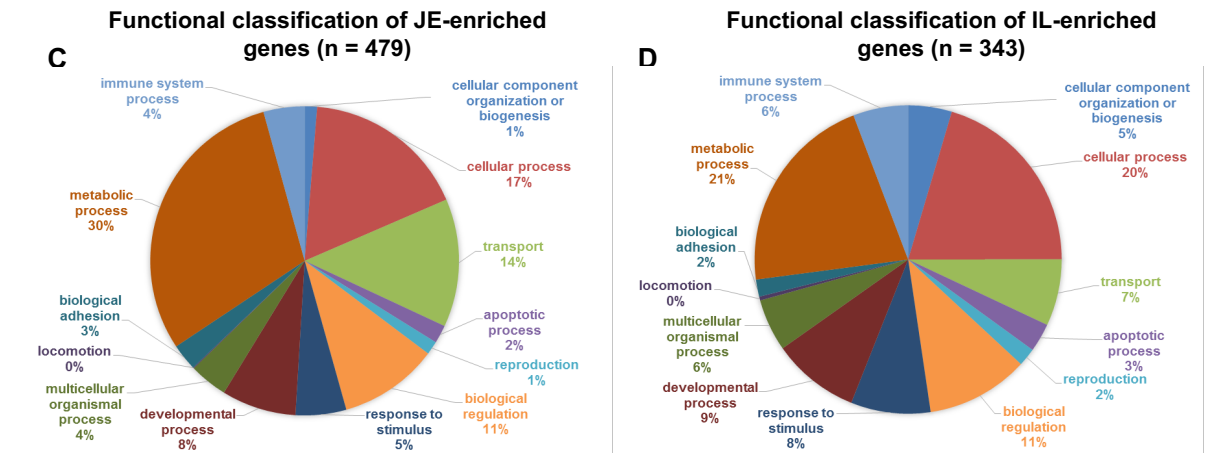 C
Functional classification of JE-enriched
genes (n = 479)
immune system
process
4%
cellular component
organization or
biogenesis
1%
cellular process
17%
transport
14%
apoptotic
process
2%
reproduction
1%
biological
regulation
11%
response to
stimulus
5%
developmental
process
8%
multicellular
organismal
process
4%
locomotion
0%
biological
adhesion
3%
metabolic
process
30%
D
Functional classification of IL-enriched
genes (n = 343)
immune system
process
6%
cellular component
organization or
biogenesis
5%
cellular process
20%
transport
7%
apoptotic
process
3%
reproduction
2%
biological
regulation
11%
response to
stimulus
8%
developmental
process
9%
multicellular
organismal
process
6%
locomotion
0%
biological
adhesion
2%
metabolic
process
21%